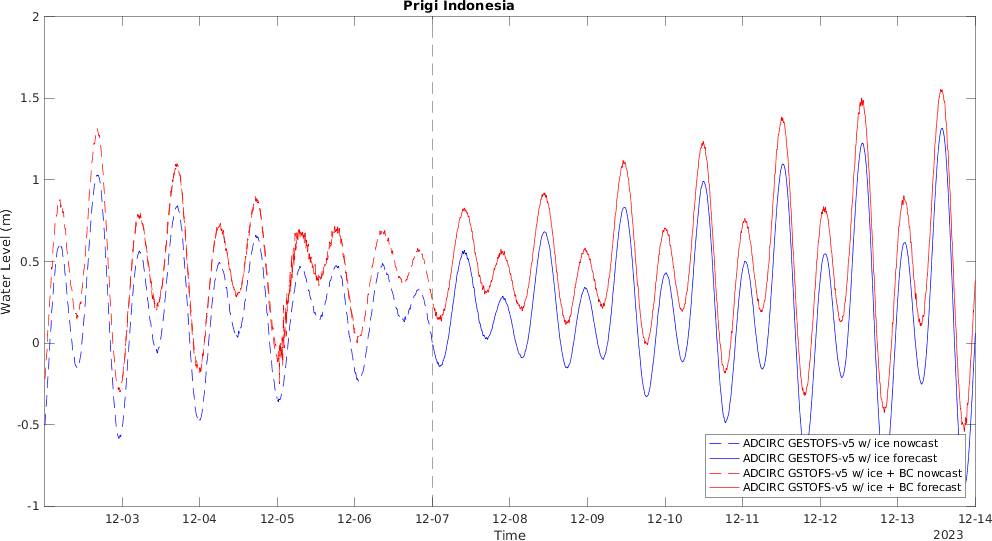 Prigi Indonesia
2
1.5
1
0.5
0
-0.5
-1
Water Level (m)
12-03 12-04 12-05 12-06 12-07 12-08 12-09 12-10 12-11 12-12 12-13 12-14
Time
2023
ADCIRC GESTOFS-v5 w/ ice nowcast
ADCIRC GESTOFS-v5 w/ ice forecast
ADCIRC GSTOFS-v5 w/ ice + BC nowcast
ADCIRC GSTOFS-v5 w/ ice + BC forecast